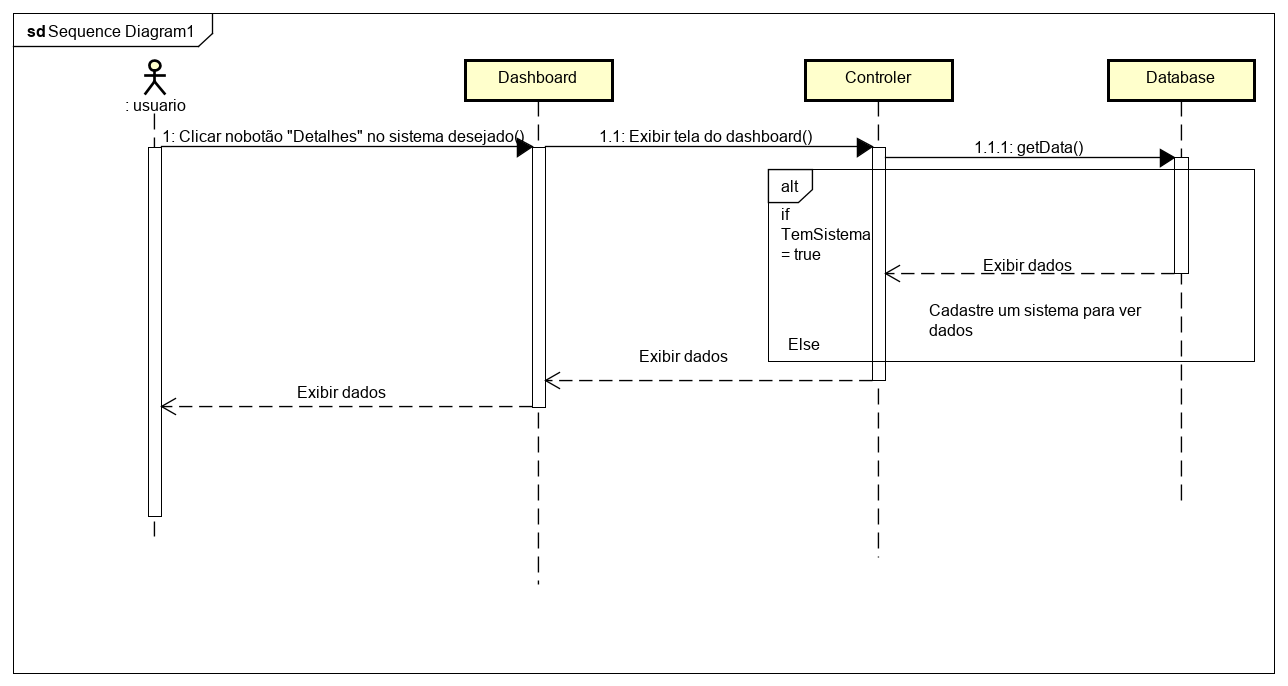 sd Sequence Diagram1
: usuario
Dashboard
Controler
Database
1: Clicar nobotão "Detalhes" no sistema desejado()
1.1: Exibir tela do dashboard()
1.1.1: getData()
alt
if
TemSistema
= true
Exibir dados
Cadastre um sistema para ver
dados
Else
Exibir dados
Exibir dados